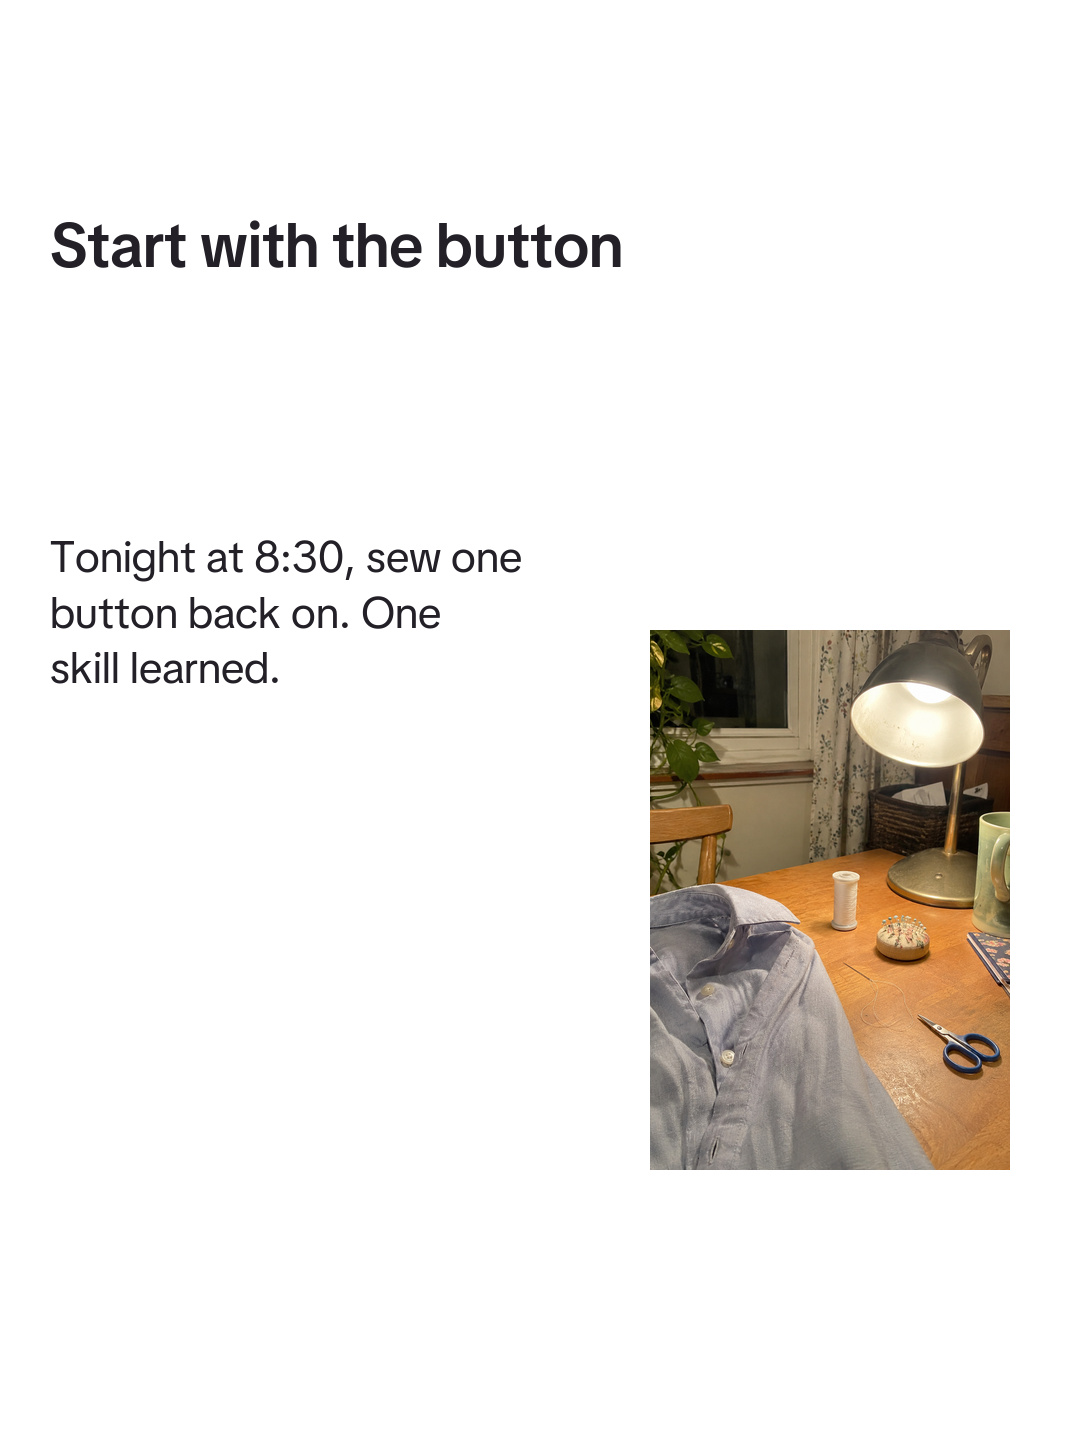 Start with the button
Tonight at 8:30, sew one
button back on. One
skill learned.